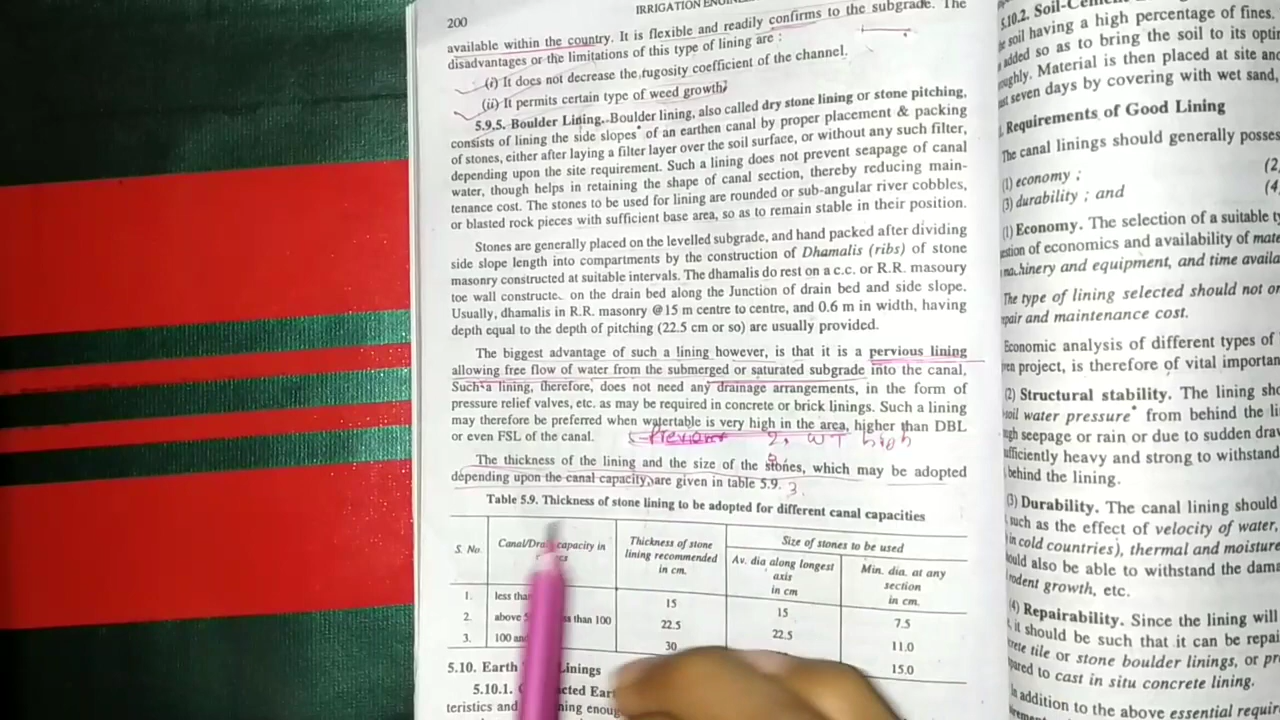 200
IRRIGATION
available within the country. It is flexible and readily confirms to the subgrade. The
disadvantages or the limitations of this type of lining are :
(i) It does not decrease the rugosity coefficient of the channel.
(ii) It permits certain type of weed growth.
5.9.5. Boulder Lining. Boulder lining, also called dry stone lining or stone pitching,
consists of lining the side slopes* of an earthen canal by proper placement & packing
of stones, either after laying a filter layer over the soil surface, or without any such filter,
depending upon the site requirement. Such a lining does not prevent seapage of canal
water, though helps in retaining the shape of canal section, thereby reducing main-
tenance cost. The stones to be used for lining are rounded or sub-angular river cobbles,
or blasted rock pieces with sufficient base area, so as to remain stable in their position.
Stones are generally placed on the levelled subgrade, and hand packed after dividing
side slope length into compartments by the construction of Dhamalis (ribs) of stone
masonry constructed at suitable intervals. The dhamalis do rest on a c.c. or R.R. masoury
toe wall constructe on the drain bed along the Junction of drain bed and side slope.
Usually, dhamalis in R.R. masonry @15 m centre to centre, and 0.6 m in width, having
depth equal to the depth of pitching (22.5 cm or so) are usually provided.
The biggest advantage of such a lining however, is that it is a pervious lining
allowing free flow of water from the submerged or saturated subgrade into the canal,
Such a lining, therefore, does not need any drainage arrangements, in the form of
pressure relief valves, etc. as may be required in concrete or brick linings. Such a lining
may therefore be preferred when watertable is very high in the area, higher than DBL
or even FSL of the canal.
2. WT high
The thickness of the lining and the size of the stones, which may be adopted
depending upon the canal capacity, are given in table 5.9. 3.
Table 5.9. Thickness of stone lining to be adopted for different canal capacities
S. No.
Canal/Drain capacity in
Thickness of stone
lining recommended
in cm.
Size of stones to be used
Av. dia along longest
axis
in cm
Min. dia. at any
section
in cm.
1. less than 15 15 7.5
2. above less than 100 22.5 22.5 11.0
3. 100 and 30 15.0
5.10. Earth Linings
5.10.1. Compacted
5.10.2. Soil-Cement
soil having a high percentage of fines.
added so as to bring the soil to its
Material is then placed at site and
seven days by covering with wet sand,
Requirements of Good Lining
The canal linings should generally
(1) economy ; (2
(3) durability ; and (4
(1) Economy. The selection of a suitable
of economics and availability of
machinery and equipment, and time
The type of lining selected should not
repair and maintenance cost.
Economic analysis of different types of
project, is therefore of vital
(2) Structural stability. The lining
soil water pressure* from behind the
seepage or rain or due to sudden
sufficiently heavy and strong to withstand
behind the lining.
(3) Durability. The canal lining should
such as the effect of velocity of water,
in cold countries), thermal and moisture
should also be able to withstand the
rodent growth, etc.
(4) Repairability. Since the lining will
it should be such that it can be
tile or stone boulder linings, or
to cast in situ concrete lining.
In addition to the above essential